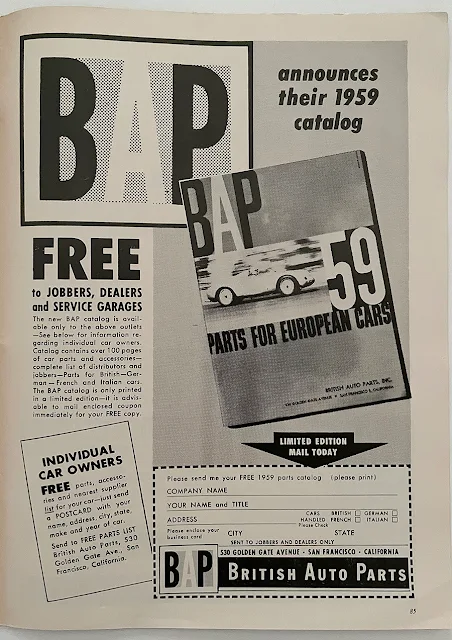 BAP
announces
their 1959
catalog
BAP
59
PARTS FOR EUROPEAN CARS
BRITISH AUTO PARTS, INC.
530 GOLDEN GATE AVENUE • SAN FRANCISCO 2, CALIFORNIA
FREE
to JOBBERS, DEALERS
and SERVICE GARAGES
The new BAP catalog is avail-
able only to the above outlets
—See below for information re-
garding individual car owners.
Catalog contains over 100 pages
of car parts and accessories—
complete list of distributors and
jobbers—Parts for British—Ger-
man—French and Italian cars.
The BAP catalog is only printed
in a limited edition—it is advis-
able to mail enclosed coupon
immediately for your FREE copy.
INDIVIDUAL
CAR OWNERS
FREE parts, accesso-
ries and nearest supplier
list for your car—just send
a POSTCARD with your
name, address, city, state,
make and year of car.
Send to FREE PARTS LIST
British Auto Parts, 530
Golden Gate Ave., San
Francisco, California.
LIMITED EDITION
MAIL TODAY
Please send me your FREE 1959 parts catalog (please print)
COMPANY NAME
YOUR NAME and TITLE
ADDRESS
CARS BRITISH GERMAN
HANDLED FRENCH ITALIAN
Please Check
Please enclose your
business card
CITY STATE
SENT TO JOBBERS AND DEALERS ONLY
530 GOLDEN GATE AVENUE · SAN FRANCISCO · CALIFORNIA
BAP BRITISH AUTO PARTS
85